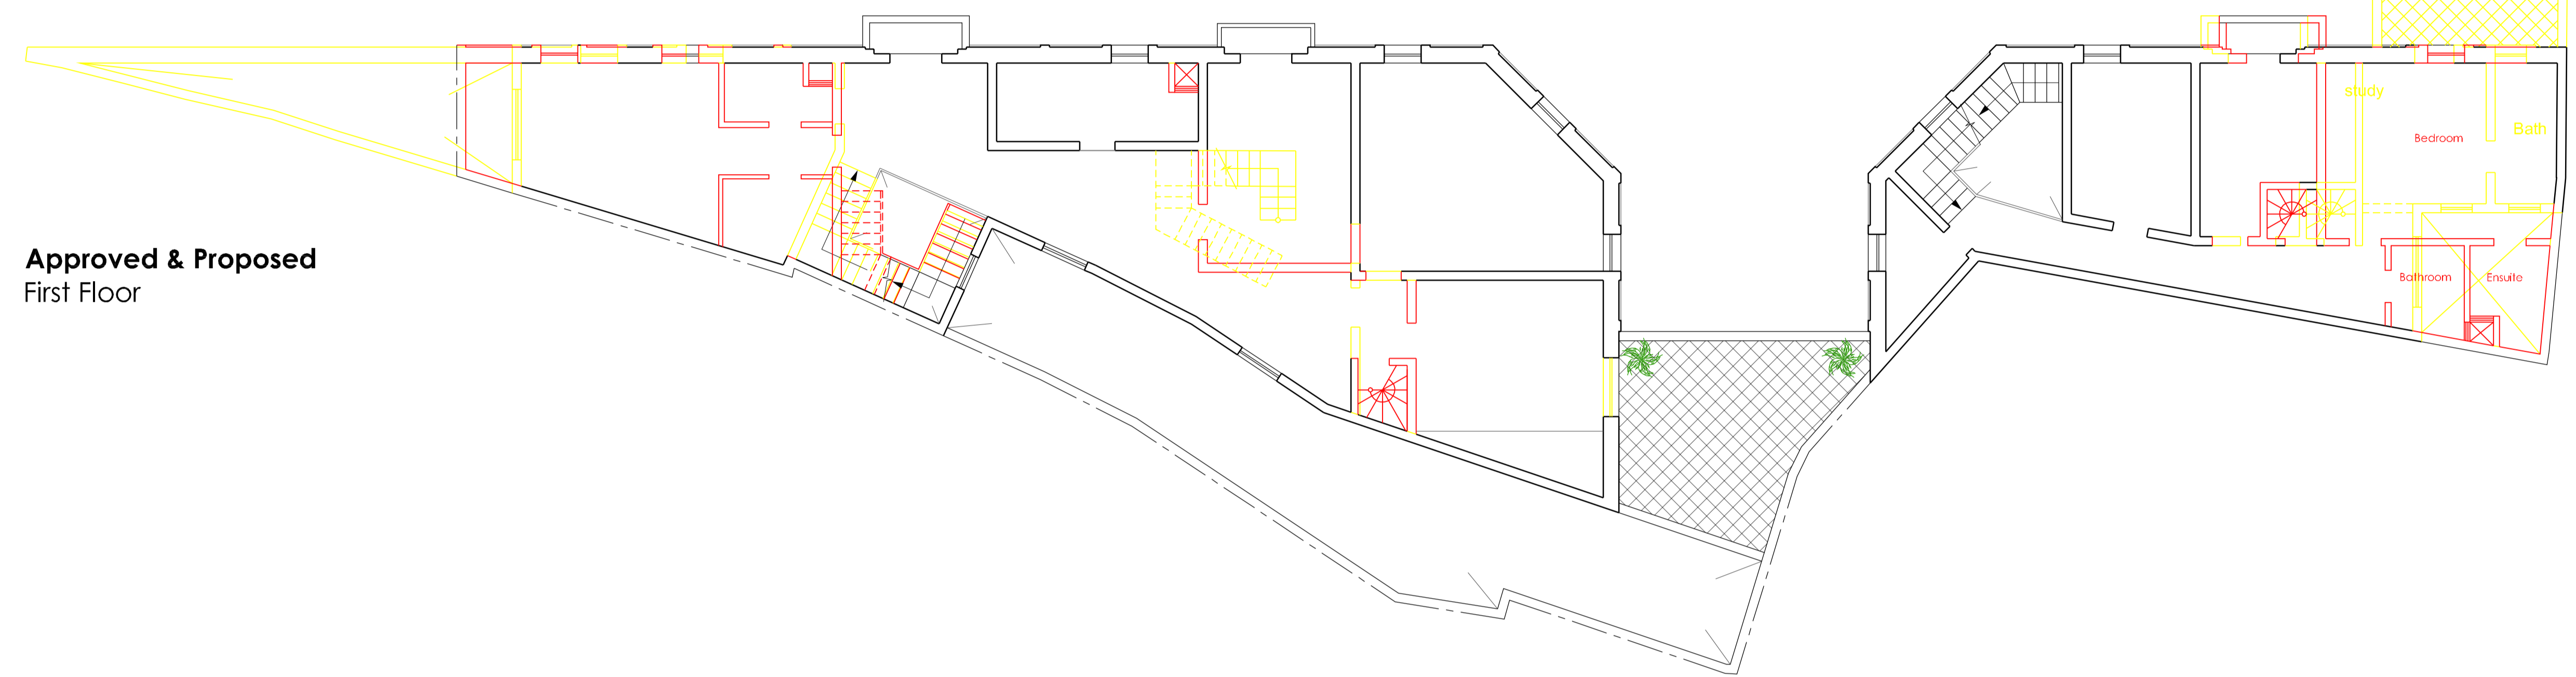 Approved & Proposed
First Floor
study
Bath
Bedroom
Bathroom
Ensuite